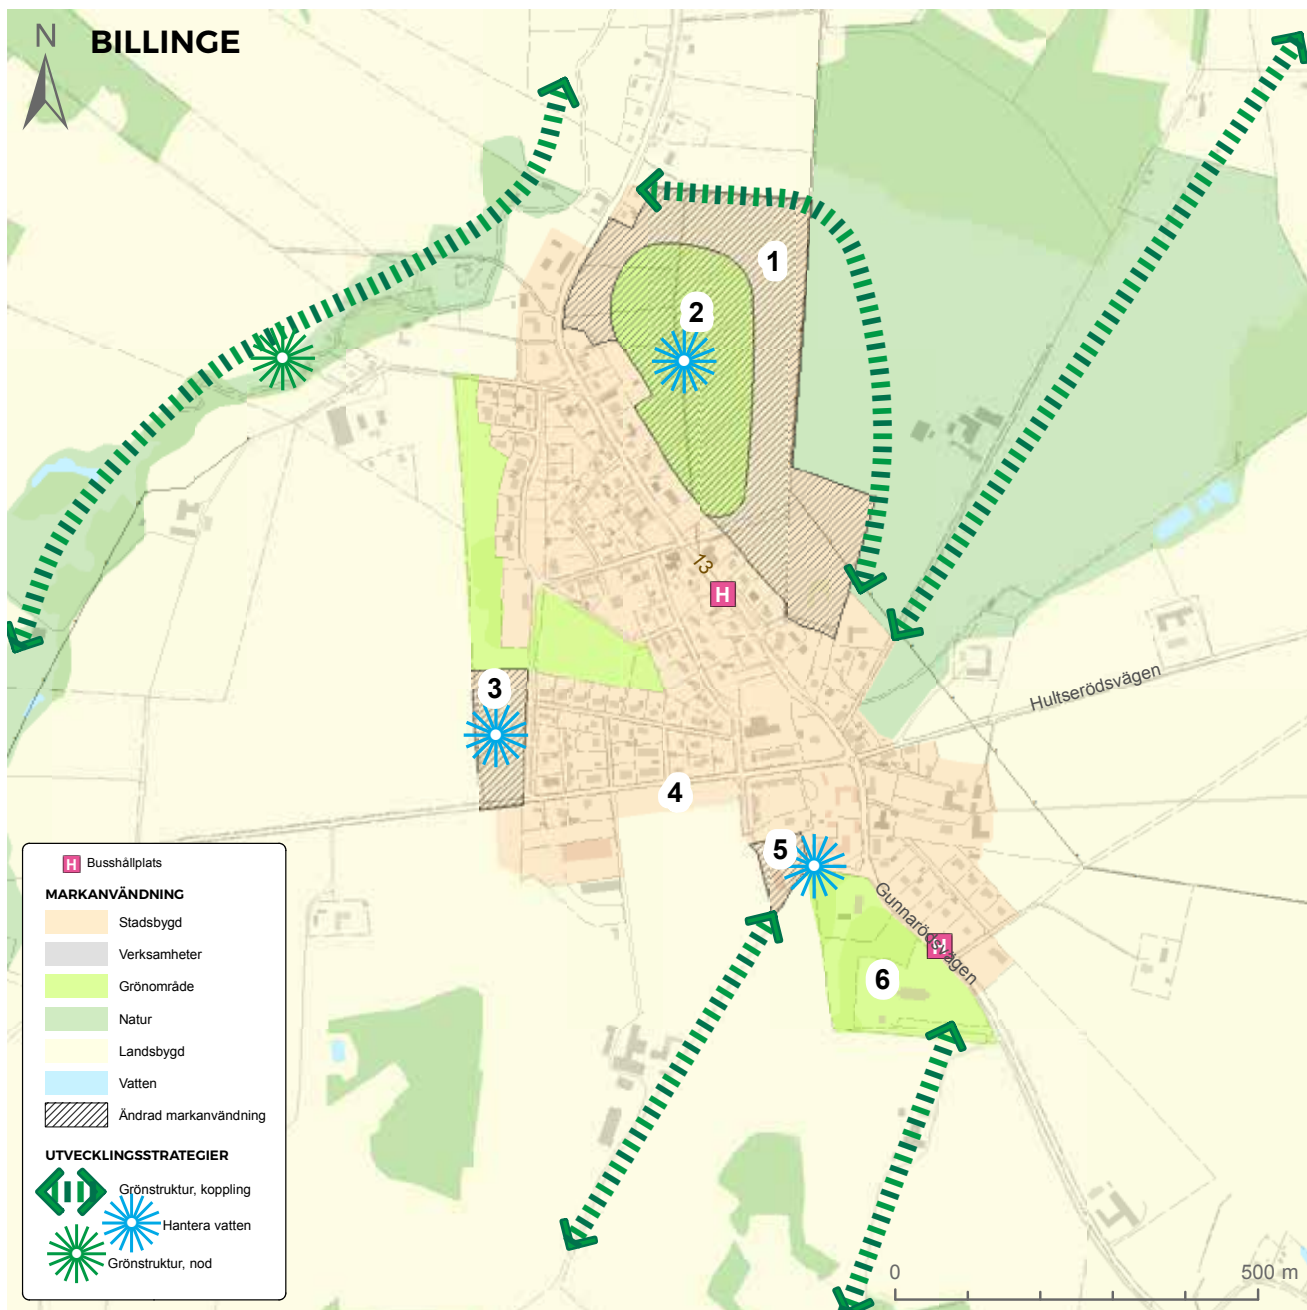 BILLINGE
N
1
2
13
H
3
Hultserödsvägen
4
5
Gunnarödsvägen
H
6
H Busshållplats
MARKANVÄNDNING
Stadsbygd
Verksamheter
Grönområde
Natur
Landsbygd
Vatten
Ändrad markanvändning
UTVECKLINGSSTRATEGIER
Grönstruktur, koppling
Hantera vatten
Grönstruktur, nod
0 500 m